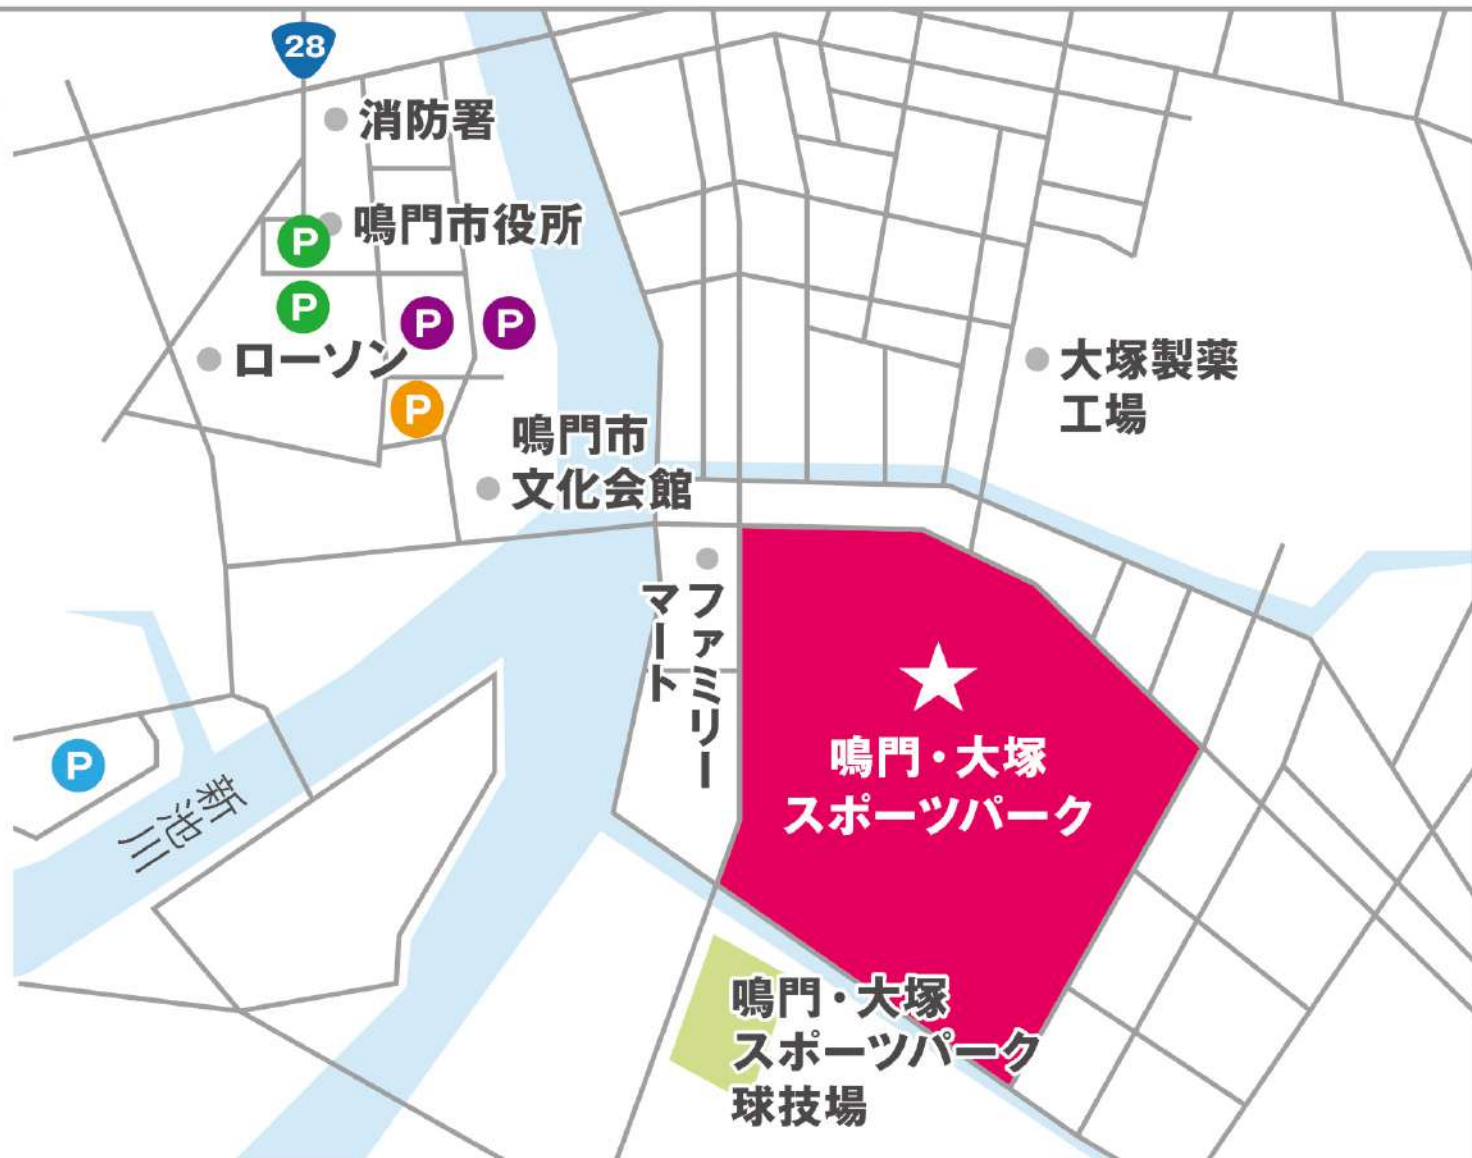 28
消防署
鳴門市役所
P
P
P
P
ローソン
P
大塚製薬
工場
鳴門市
文化会館
ファミリー
マート
鳴門・大塚
スポーツパーク
P
新池川
鳴門・大塚
スポーツパーク
球技場